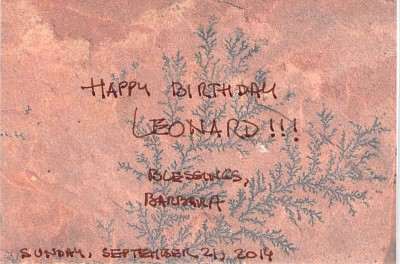 HAPPY BIRTHDAY
LEONARD!!!
BLESSINGS,
BARBARA
SUNDAY, SEPTEMBER 21, 2014